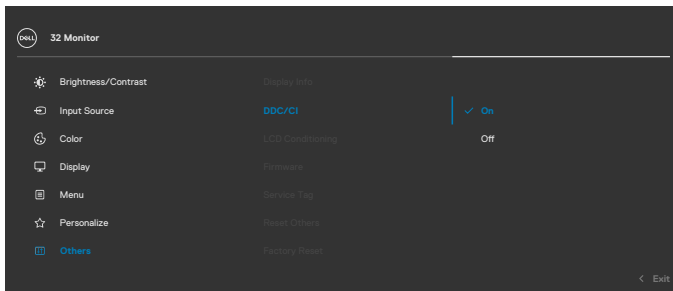 DELL
32 Monitor
Brightness/Contrast
Display Info
Input Source
DDC/CI
On
Color
LCD Conditioning
Off
Display
Firmware
Menu
Service Tag
Personalize
Reset Others
Others
Factory Reset
Exit